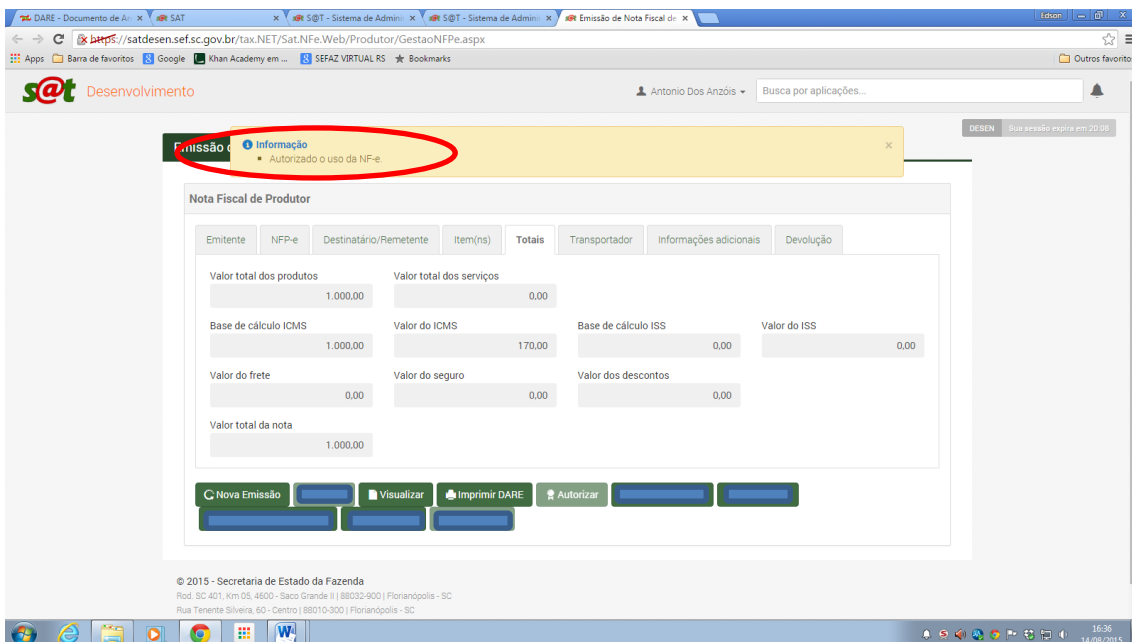 DARE - Documento de Ar
SAT
S@T - Sistema de Admini
S@T - Sistema de Admini
Emissão de Nota Fiscal de
Edson
https://satdesen.sef.sc.gov.br/tax.NET/Sat.NFe.Web/Produtor/GestaoNFPe.aspx
Apps
Barra de favoritos
Google
Khan Academy em ...
SEFAZ VIRTUAL RS
Bookmarks
Outros favorito
s@t Desenvolvimento
Antonio Dos Anzóis
Busca por aplicações...
DESEN
Sua sessão expira em 20:08
Emissão
Informação
Autorizado o uso da NF-e.
Nota Fiscal de Produtor
Emitente
NFP-e
Destinatário/Remetente
Item(ns)
Totais
Transportador
Informações adicionais
Devolução
Valor total dos produtos
Valor total dos serviços
1.000,00
0,00
Base de cálculo ICMS
Valor do ICMS
Base de cálculo ISS
Valor do ISS
1.000,00
170,00
0,00
0,00
Valor do frete
Valor do seguro
Valor dos descontos
0,00
0,00
0,00
Valor total da nota
1.000,00
Nova Emissão
Visualizar
Imprimir DARE
Autorizar
© 2015 - Secretaria de Estado da Fazenda
Rod. SC 401, Km 05, 4600 - Saco Grande II | 88032-900 | Florianópolis - SC
Rua Tenente Silveira, 60 - Centro | 88010-300 | Florianópolis - SC
16:36
14/08/2015